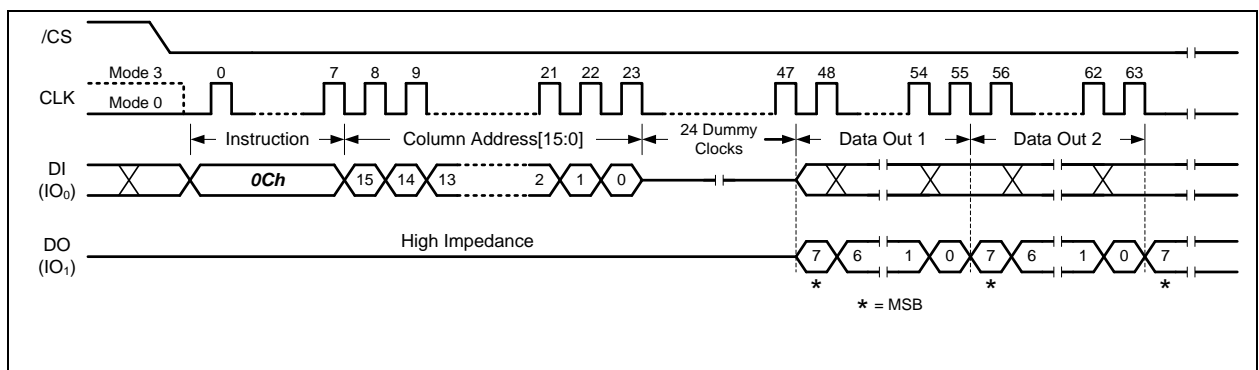 /CS
Mode 3 0 7 8 9 21 22 23 47 48 54 55 56 62 63
CLK
Mode 0
Instruction Column Address[15:0] 24 Dummy Clocks Data Out 1 Data Out 2
DI
(IO₀)
0Ch 15 14 13 2 1 0
DO
(IO₁)
High Impedance 7 6 1 0 7 6 1 0 7
* * *
* = MSB